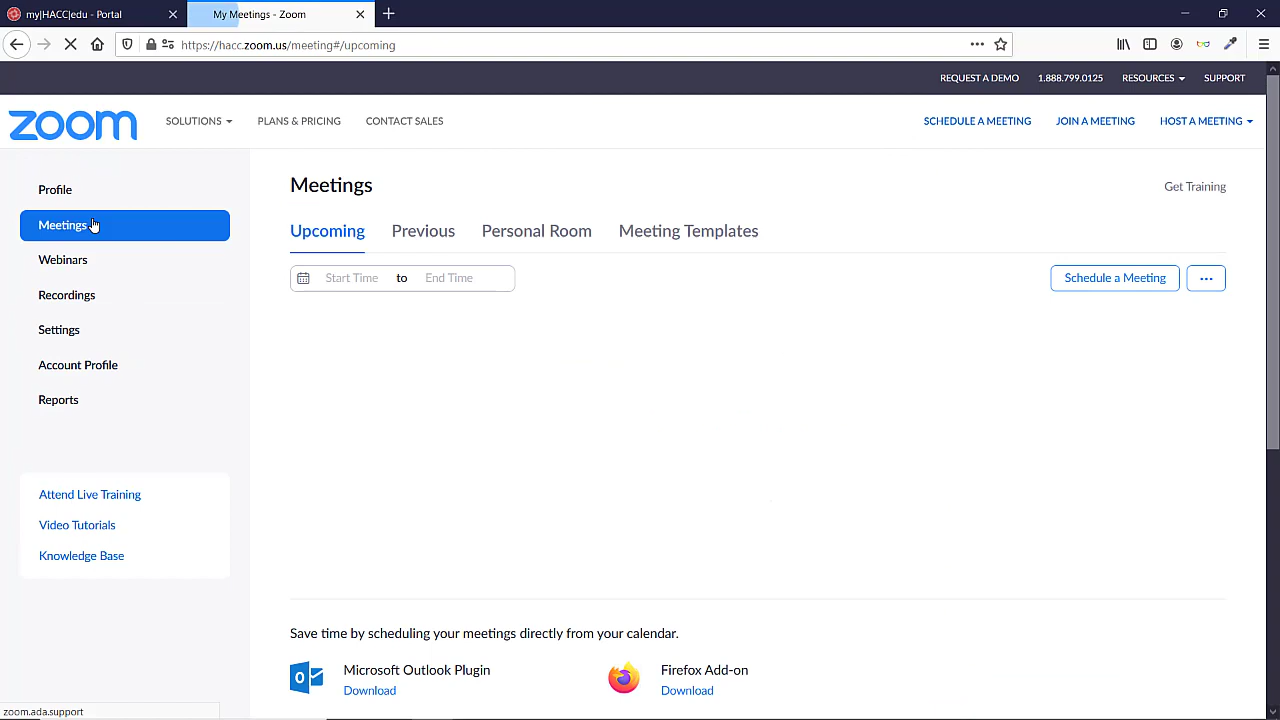 my|HACC|edu - Portal
My Meetings - Zoom
https://hacc.zoom.us/meeting#/upcoming
REQUEST A DEMO 1.888.799.0125 RESOURCES SUPPORT
zoom SOLUTIONS PLANS & PRICING CONTACT SALES SCHEDULE A MEETING JOIN A MEETING HOST A MEETING
Profile
Meetings
Webinars
Recordings
Settings
Account Profile
Reports
Attend Live Training
Video Tutorials
Knowledge Base
Meetings
Get Training
Upcoming Previous Personal Room Meeting Templates
Start Time to End Time
Schedule a Meeting
Save time by scheduling your meetings directly from your calendar.
Microsoft Outlook Plugin
Download
Firefox Add-on
Download
zoom.ada.support